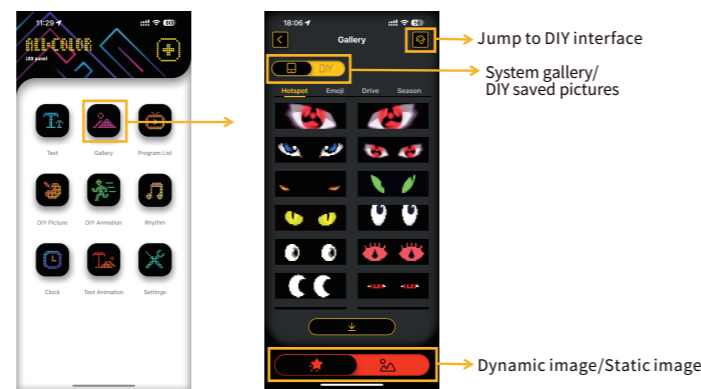 11:29
ALL-COLOR
LED panel
Text
Gallery
Program List
DIY Picture
DIY Anmation
Rhythm
Clock
Text Anmation
Settings
18:06
Gallery
DIY
Hotspot Emoji Drive Season
Jump to DIY interface
System gallery/
DIY saved pictures
Dynamic image/Static image